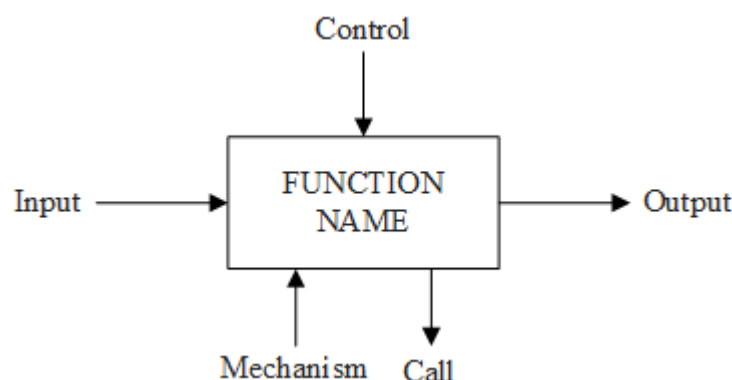 Control
Input
FUNCTION
NAME
Output
Mechanism
Call